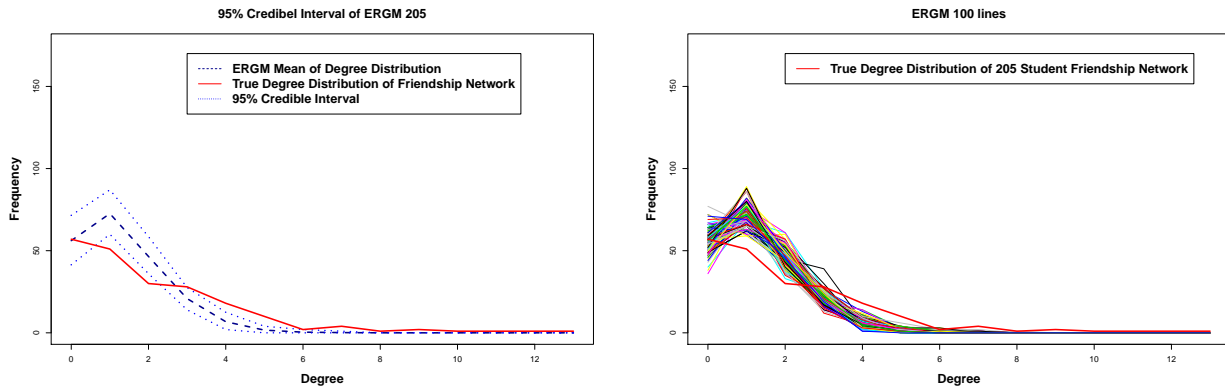 95% Credibel Interval of ERGM 205
ERGM Mean of Degree Distribution
True Degree Distribution of Friendship Network
95% Credible Interval
Frequency
0
50
100
150
0 2 4 6 8 10 12
Degree
ERGM 100 lines
True Degree Distribution of 205 Student Friendship Network
Frequency
0
50
100
150
0 2 4 6 8 10 12
Degree